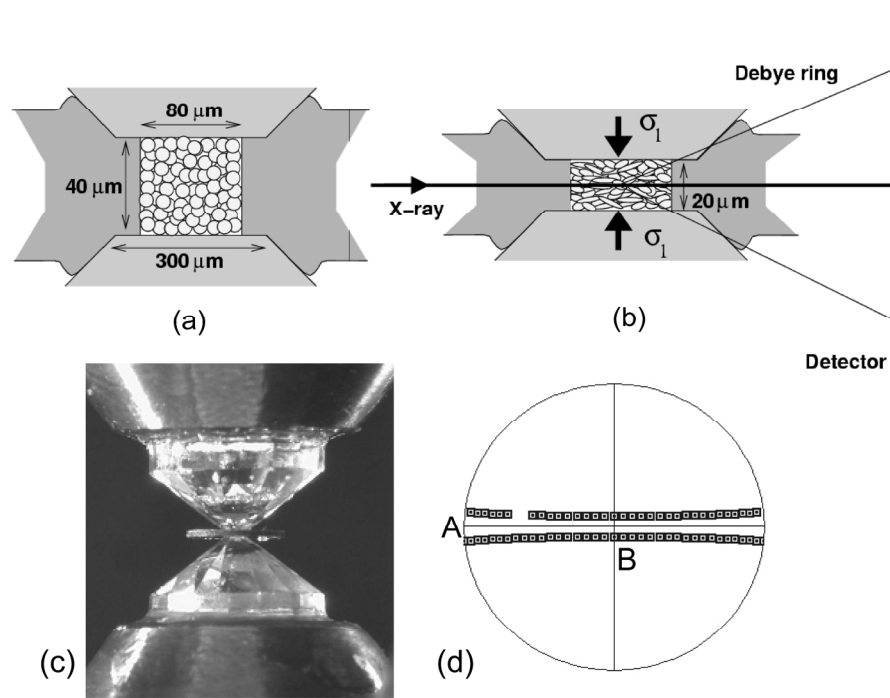 80 μm
40 μm
300 μm
(a)
Debye ring
σ1
X-ray
20 μm
σ1
(b)
Detector
(c)
A
B
(d)